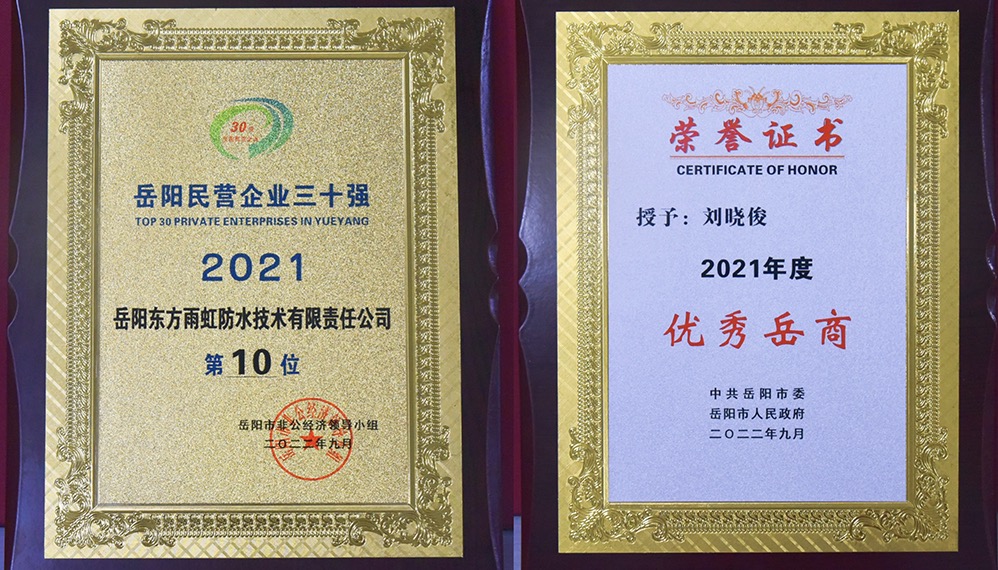 30强
岳阳民营企业三十强
TOP 30 PRIVATE ENTERPRISES IN YUEYANG
2021
岳阳东方雨虹防水技术有限责任公司
第10位
岳阳市非公经济领导小组
二〇二二年九月
荣誉证书
CERTIFICATE OF HONOR
授予：刘晓俊
2021年度
优秀岳商
中共岳阳市委
岳阳市人民政府
二〇二二年九月